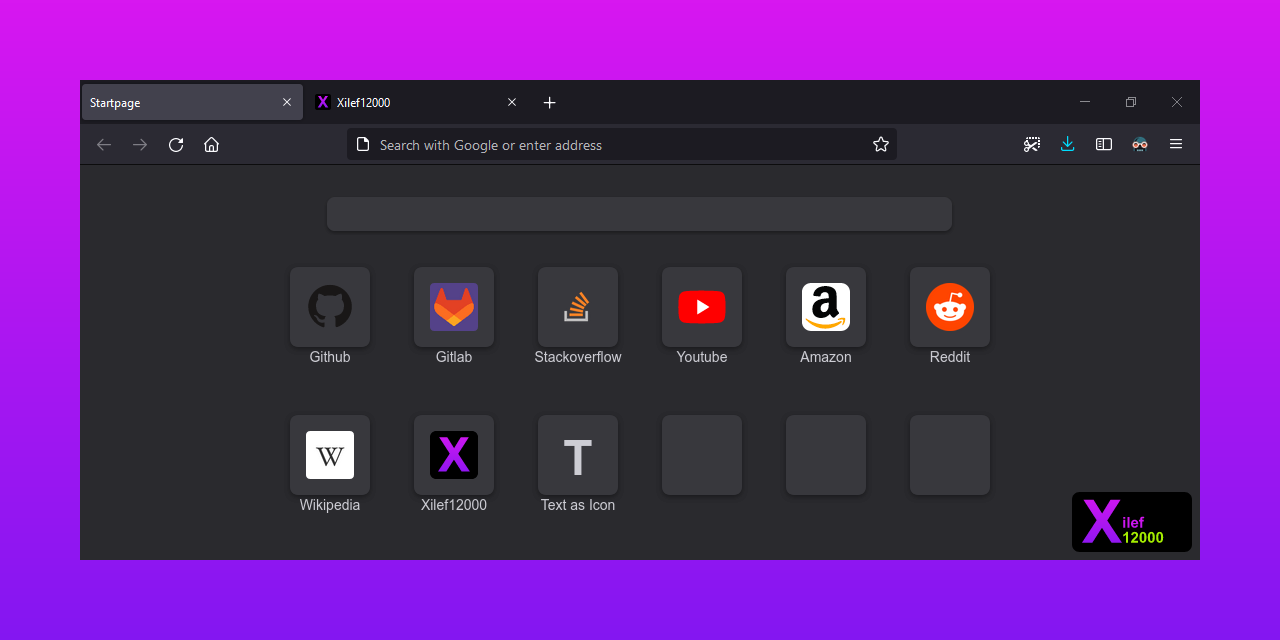 Startpage
Xilef12000
Search with Google or enter address
Github
Gitlab
Stackoverflow
Youtube
a
Amazon
Reddit
W
Wikipedia
X
Xilef12000
T
Text as Icon
Xilef
12000